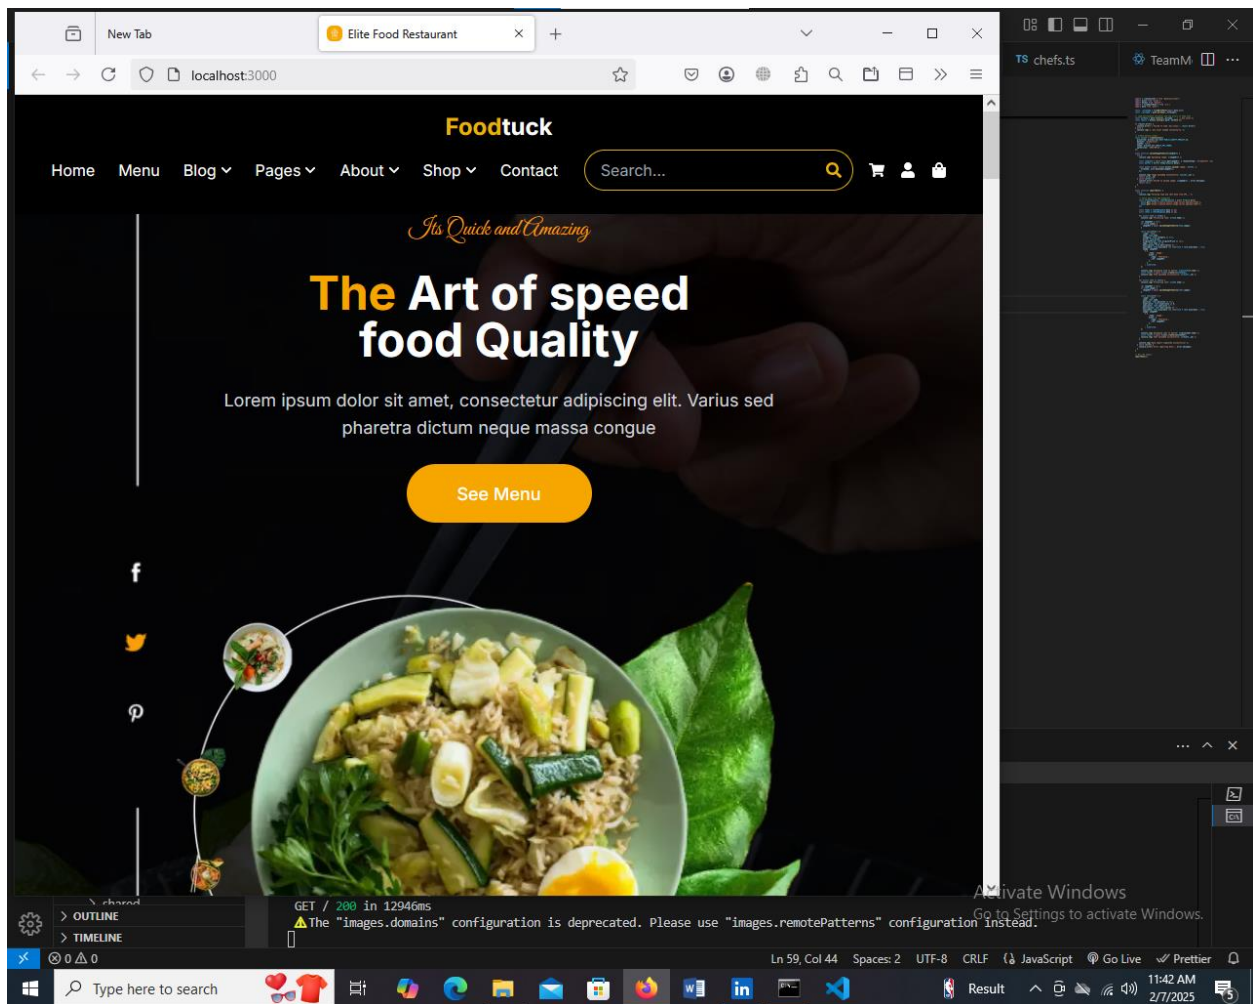 New Tab
Elite Food Restaurant
localhost:3000
TS chefs.ts
TeamM
Foodtuck
Home Menu Blog Pages About Shop Contact Search...
Its Quick and Amazing
The Art of speed
food Quality
Lorem ipsum dolor sit amet, consectetur adipiscing elit. Varius sed
pharetra dictum neque massa congue
See Menu
shared
OUTLINE
TIMELINE
GET / 200 in 12946ms
The "images.domains" configuration is deprecated. Please use "images.remotePatterns" configuration instead.
Activate Windows
Go to Settings to activate Windows.
0 0 Ln 59, Col 44 Spaces: 2 UTF-8 CRLF JavaScript Go Live Prettier
Type here to search
Result
11:42 AM
2/7/2025
5